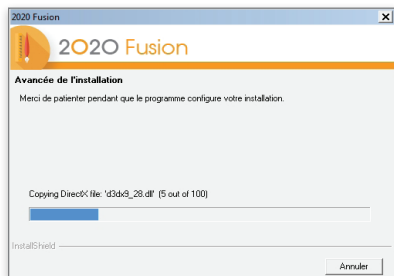 2020 Fusion
2020 Fusion
Avancée de l'installation
Merci de patienter pendant que le programme configure votre installation.
Copying DirectX file: 'd3dx9_28.dll' (5 out of 100)
InstallShield
Annuler